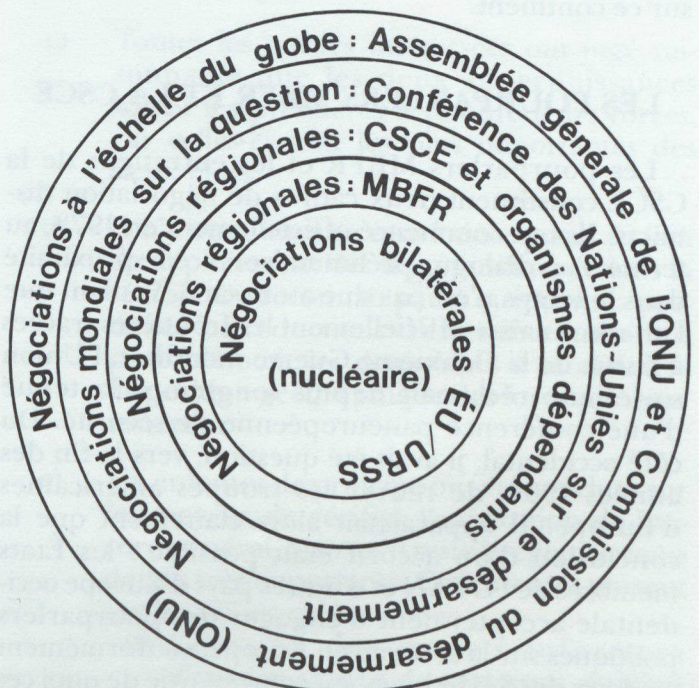 Négociations à l'échelle du globe : Assemblée générale de l'ONU et Commission du désarmement (ONU)
Négociations mondiales sur la question : Conférence des Nations Unies sur le désarmement
Négociations régionales : CSCE et organismes dépendants
Négociations régionales : MBFR
Négociations bilatérales EU/URSS
(nucléaire)